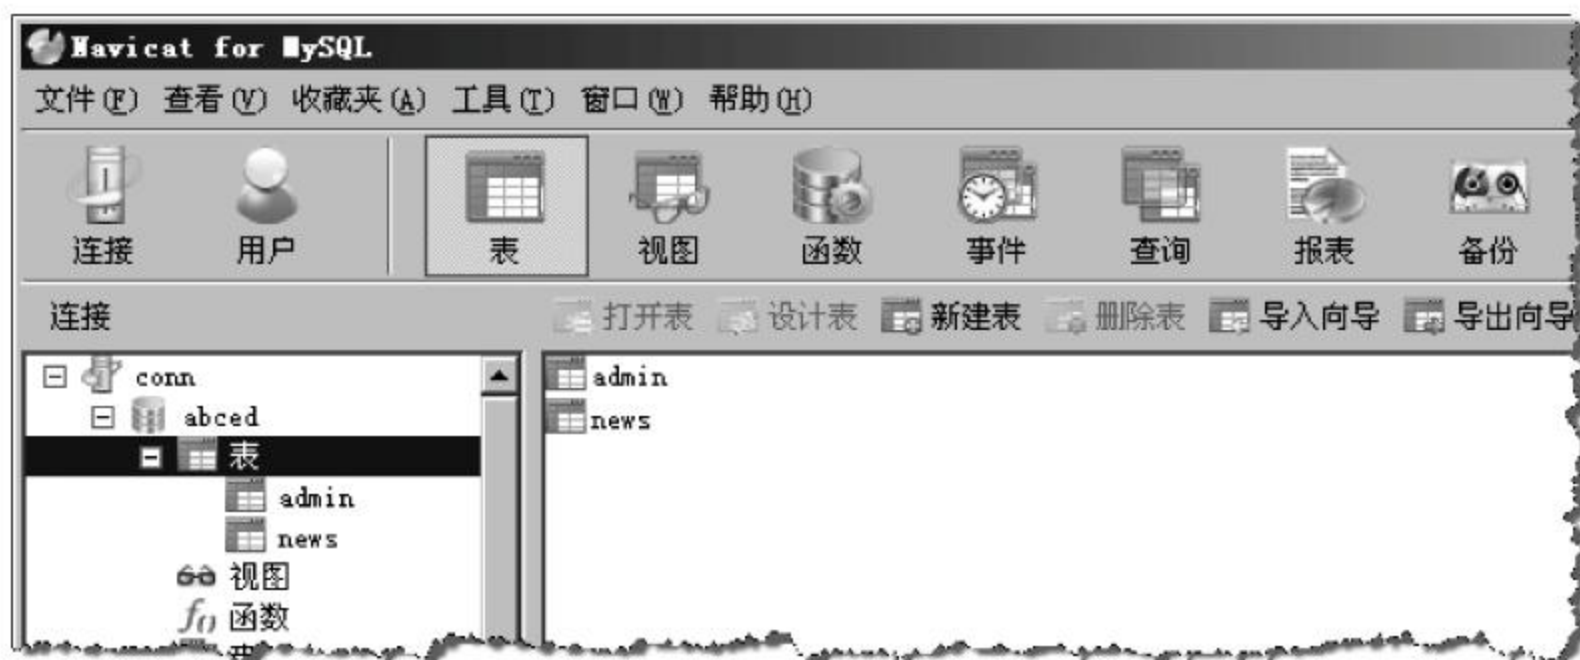 Navicat for MySQL
文件(F) 查看(V) 收藏夹(A) 工具(T) 窗口(W) 帮助(H)
连接 用户 表 视图 函数 事件 查询 报表 备份
连接 打开表 设计表 新建表 删除表 导入向导 导出向导
conn
abced
表
admin
news
视图
f()
函数
admin
news